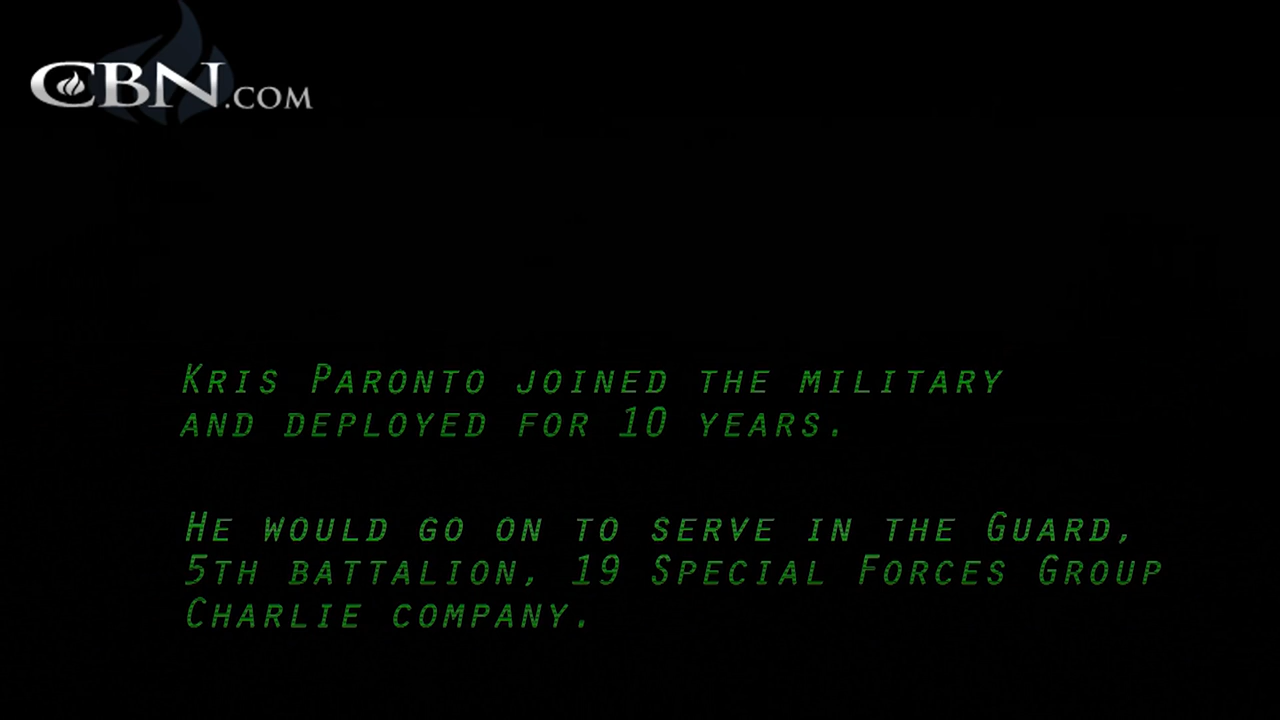 CBN.COM
KRIS PARONTO JOINED THE MILITARY
AND DEPLOYED FOR 10 YEARS.
HE WOULD GO ON TO SERVE IN THE GUARD,
5TH BATTALION, 19 SPECIAL FORCES GROUP
CHARLIE COMPANY.